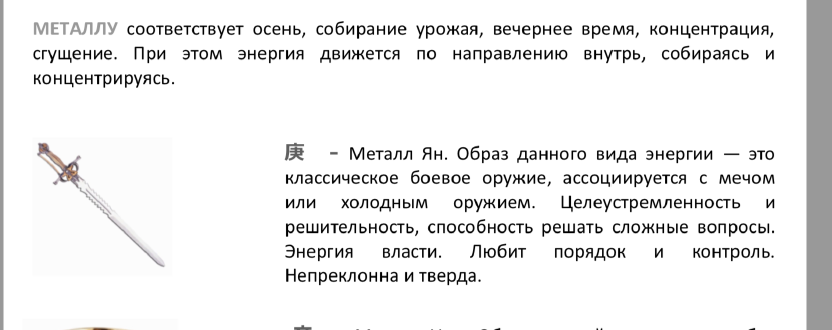 МЕТАЛЛУ соответствует осень, собирание урожая, вечернее время, концентрация,
сгущение. При этом энергия движется по направлению внутрь, собираясь и
концентрируясь.
庚 – Металл Ян. Образ данного вида энергии — это
классическое боевое оружие, ассоциируется с мечом
или холодным оружием. Целеустремленность и
решительность, способность решать сложные вопросы.
Энергия власти. Любит порядок и контроль.
Непреклонна и тверда.